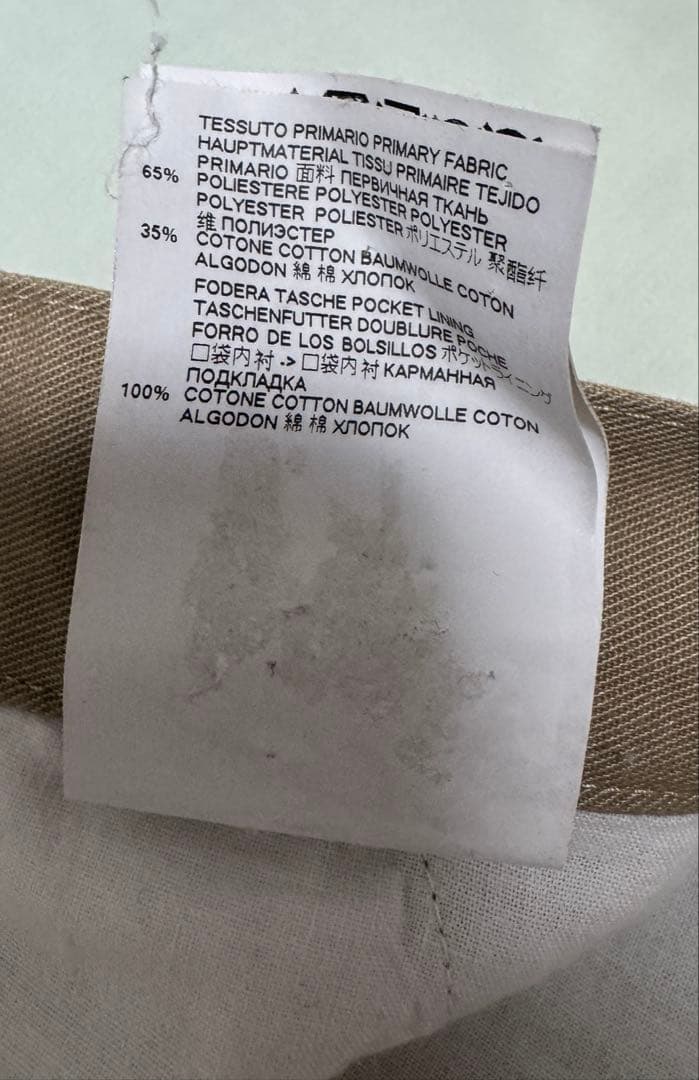 TESSUTO PRIMARIO PRIMARY FABRIC
HAUPTMATERIAL TISSU PRIMAIRE TEJIDO
PRIMARIO 面料 ПЕРВИЧНАЯ ТКАНЬ
65% POLIESTERE POLYESTER POLYESTER
POLYESTER POLIESTER ポリエステル 聚酯纤
维 ПОЛИЭСТЕР
35% COTONE COTTON BAUMWOLLE COTON
ALGODON 綿 棉 ХЛОПОК
FODERA TASCHE POCKET LINING
TASCHENFUTTER DOUBLURE POCHE
FORRO DE LOS BOLSILLOS ポケットライニング
口袋内衬 -> 口袋内衬 КАРМАННАЯ
ПОДКЛАДКА
100% COTONE COTTON BAUMWOLLE COTON
ALGODON 綿 棉 ХЛОПОК